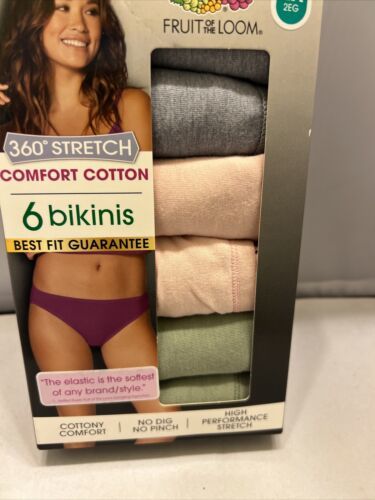 2EG
FRUIT OF THE LOOM®
360° STRETCH
COMFORT COTTON
6 bikinis
BEST FIT GUARANTEE
"The elastic is the softest
of any brand/style."
COTTONY
COMFORT
NO DIG
NO PINCH
HIGH
PERFORMANCE
STRETCH